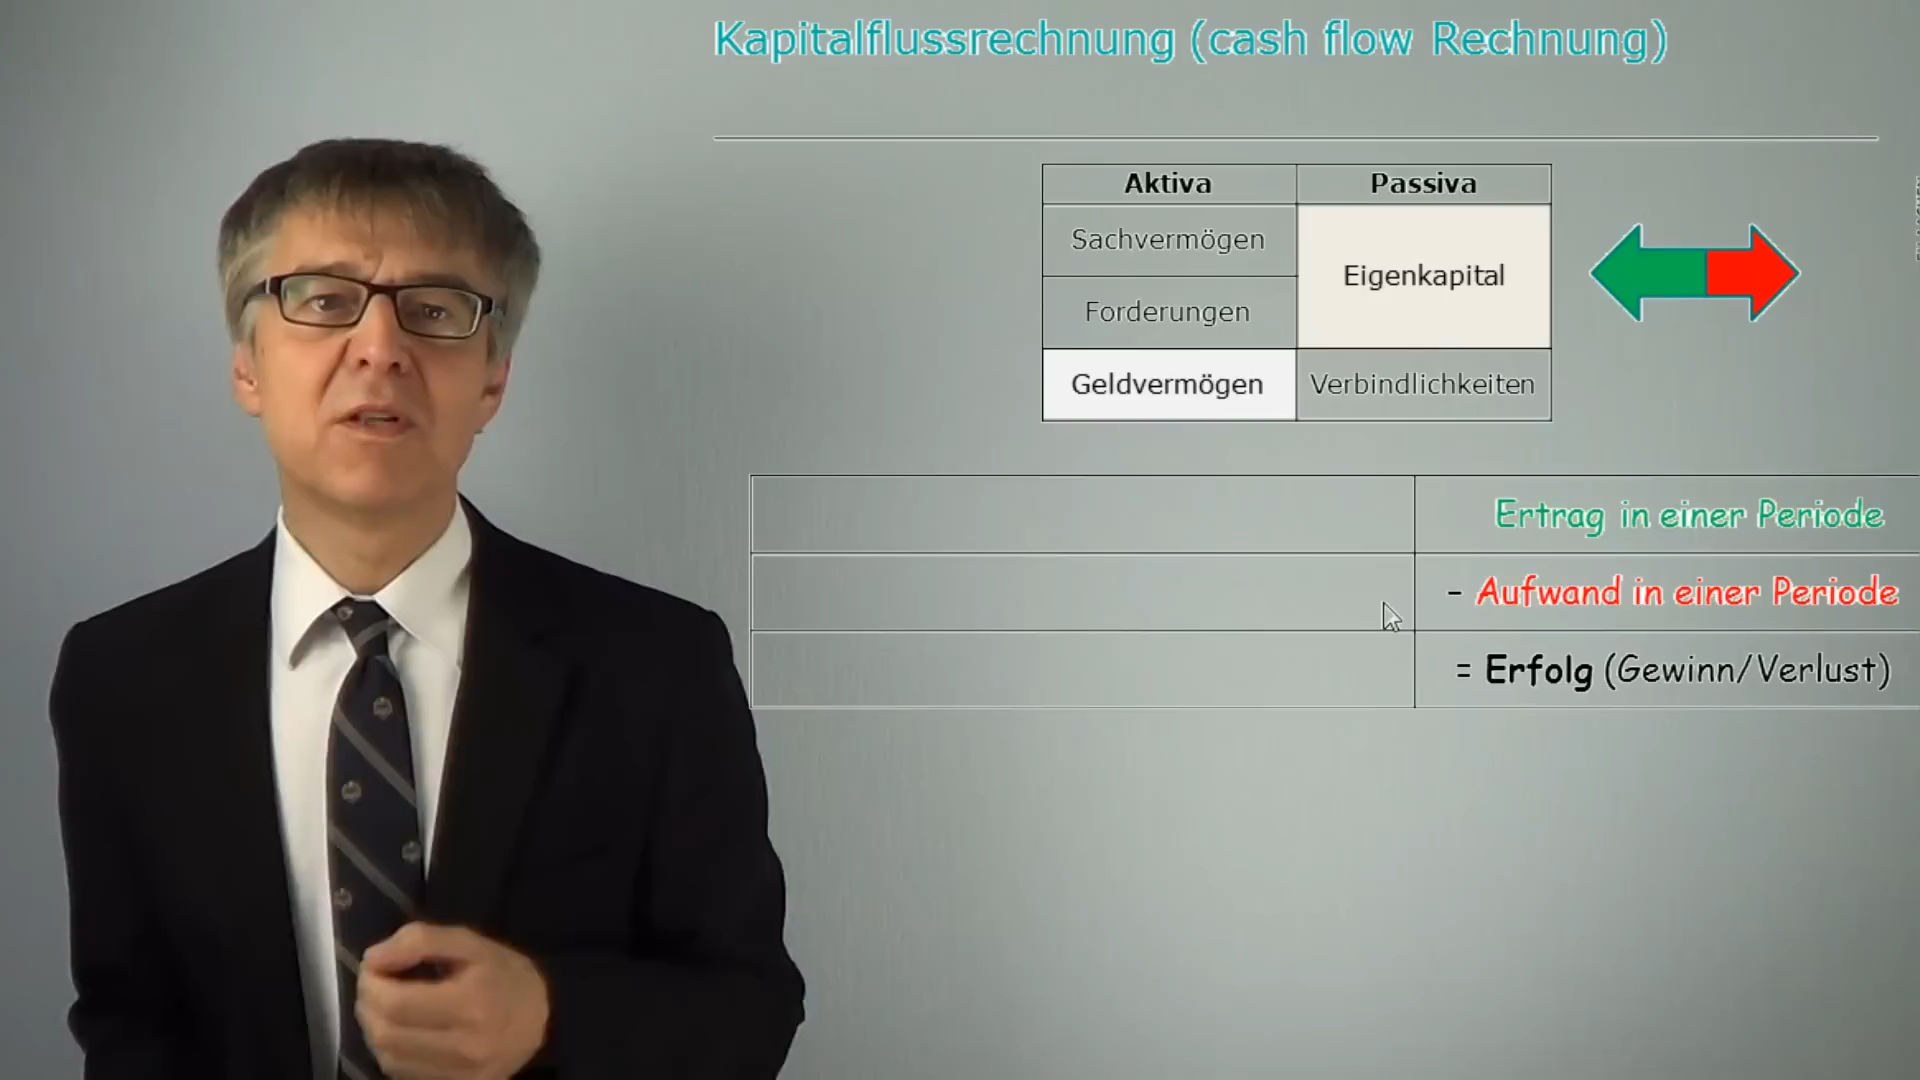 Kapitalflussrechnung (cash flow Rechnung)
Aktiva Passiva
Sachvermögen
Eigenkapital
Forderungen
Geldvermögen Verbindlichkeiten
Ertrag in einer Periode
- Aufwand in einer Periode
= Erfolg (Gewinn/Verlust)